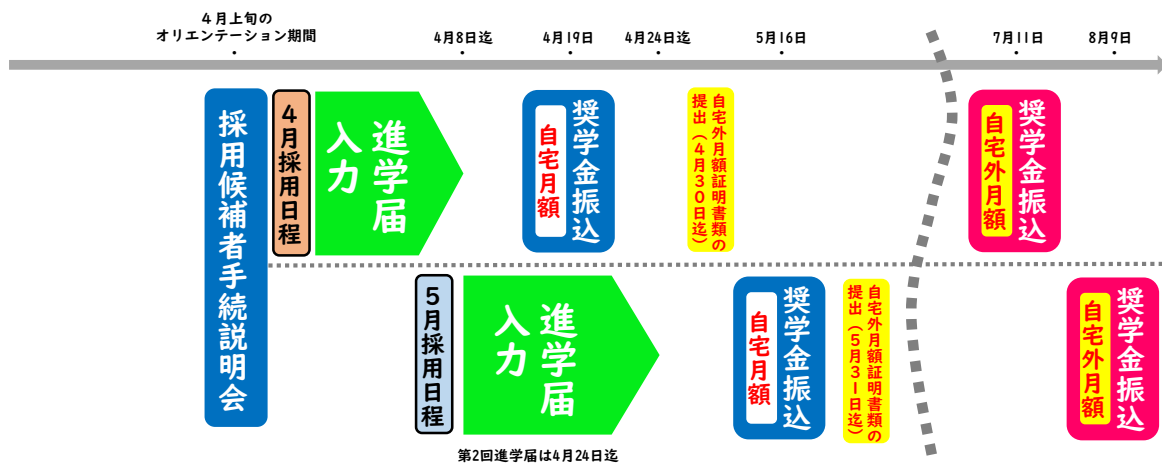 4月上旬の
オリエンテーション期間
4月8日迄
4月19日
4月24日迄
5月16日
7月11日
8月9日
採用候補者手続説明会
4月採用日程
進学届
入力
奨学金振込
自宅月額
自宅外月額証明書類の
提出（4月30日迄）
奨学金振込
自宅外月額
5月採用日程
進学届
入力
奨学金振込
自宅月額
自宅外月額証明書類の
提出（5月31日迄）
奨学金振込
自宅外月額
第2回進学届は4月24日迄